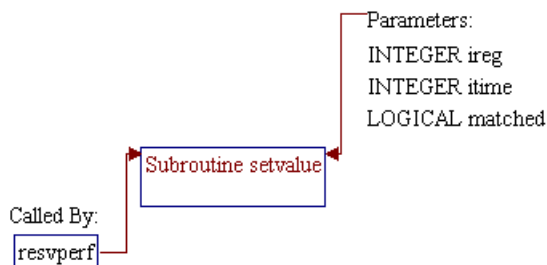 Parameters:
INTEGER ireg
INTEGER itime
LOGICAL matched
Subroutine setvalue
Called By:
resvperf